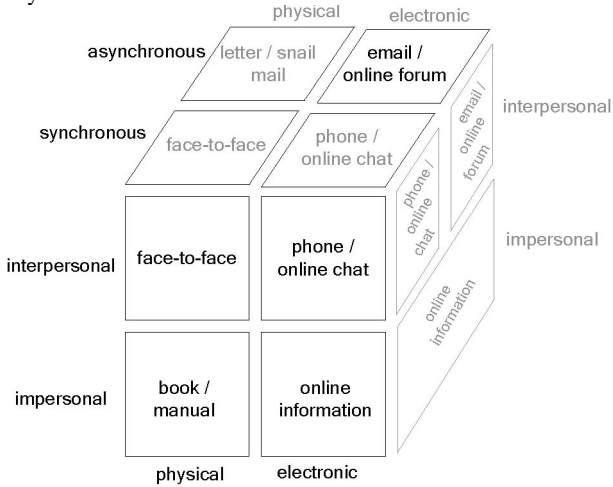 physical
electronic
asynchronous
letter / snail
mail
email /
online forum
interpersonal
email /
online
forum
synchronous
face-to-face
phone /
online chat
phone /
online
chat
impersonal
interpersonal
face-to-face
phone /
online chat
online
information
impersonal
book /
manual
online
information
physical
electronic